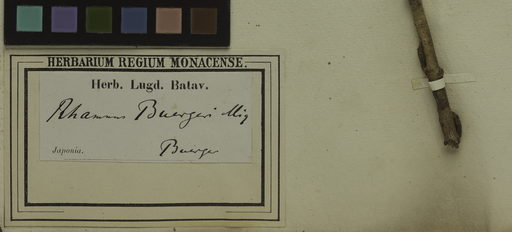 HERBARIUM REGIUM MONACENSE.
Herb. Lugd. Batav.
Rhamnus Buergeri Miq
Japonia. Buerger